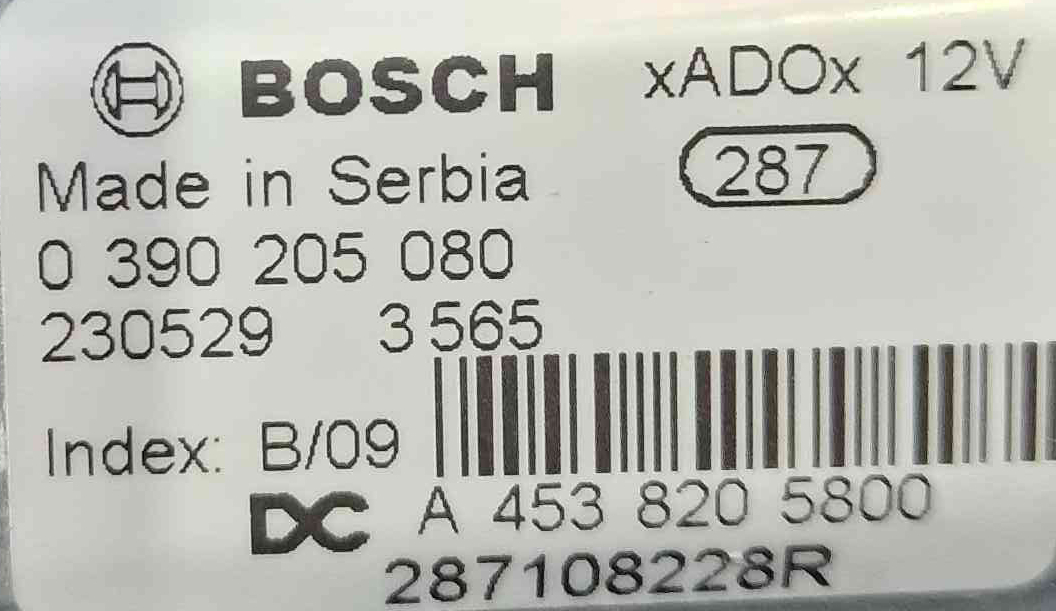 BOSCH xADOx 12V
Made in Serbia 287
0 390 205 080
230529 3 565
Index: B/09
DC A 453 820 5800
287108228R